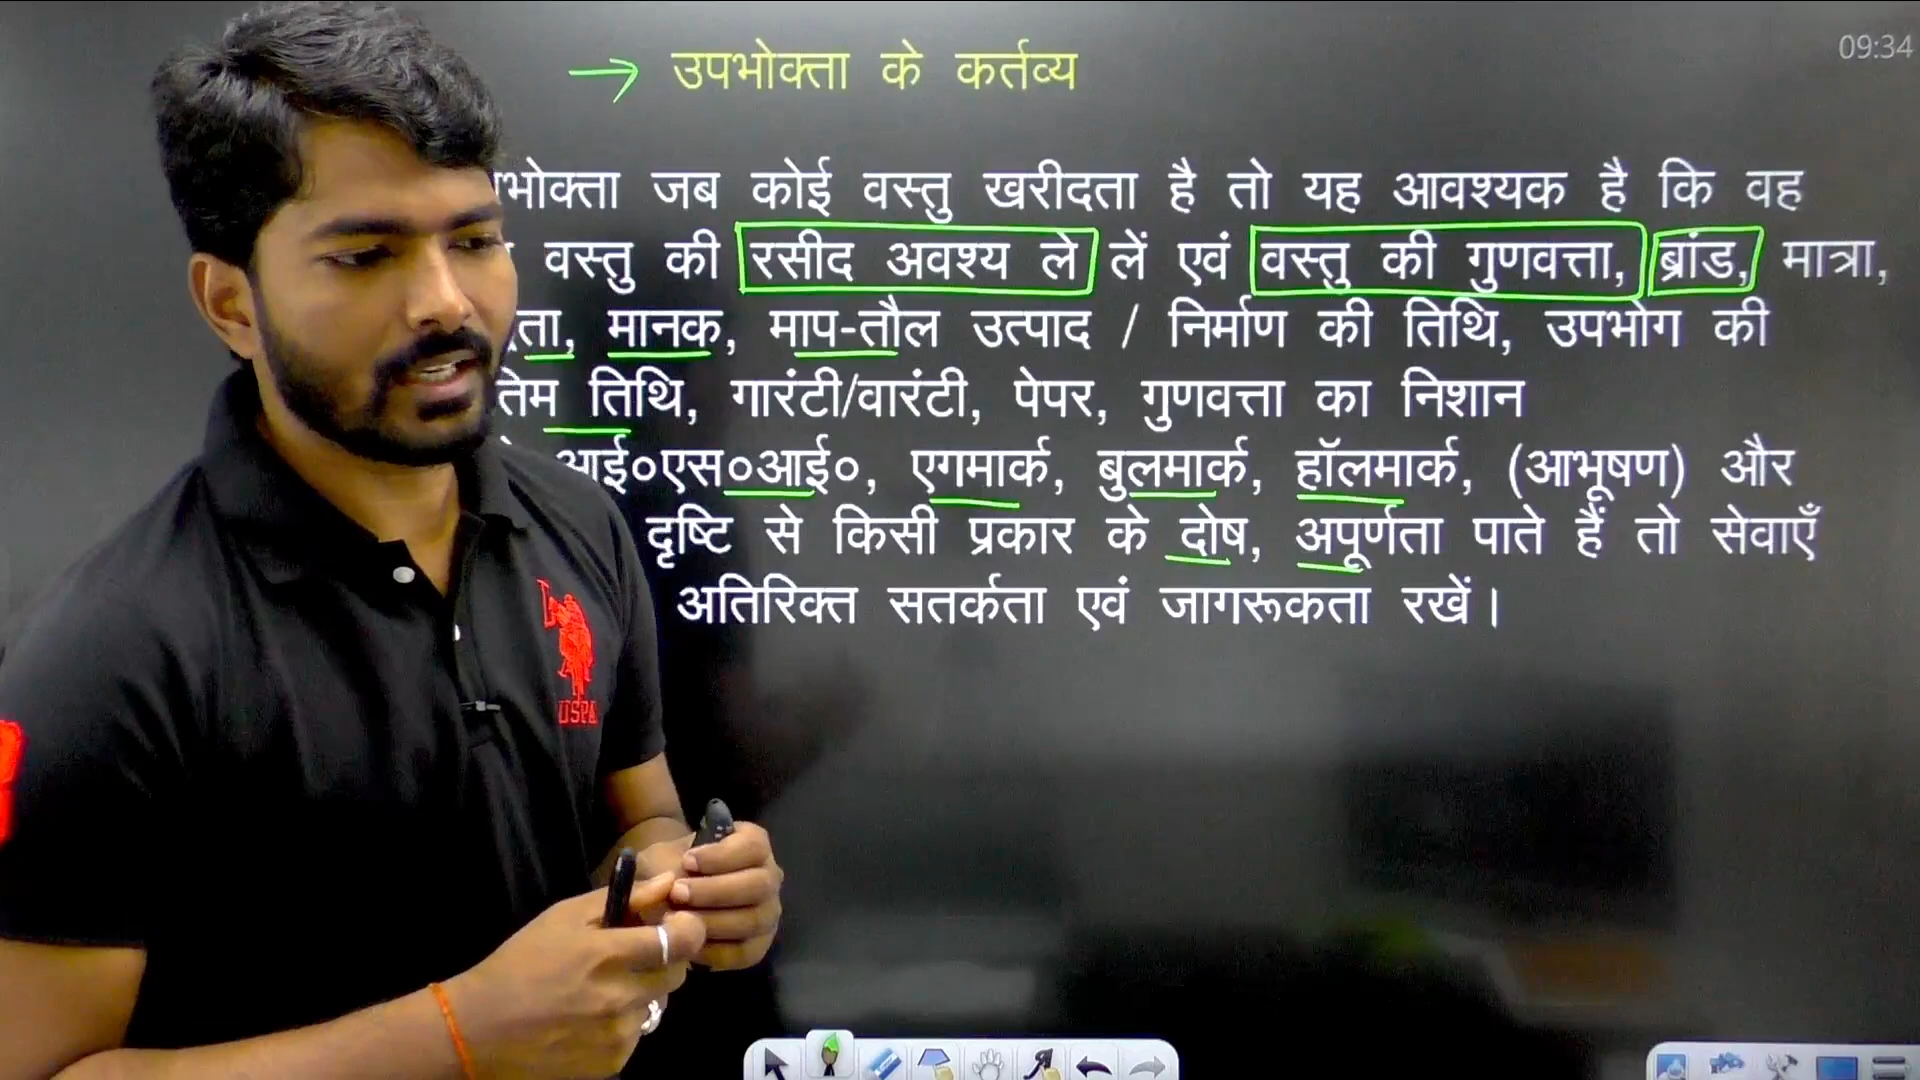 09:34
→ उपभोक्ता के कर्तव्य
जब कोई वस्तु खरीदता है तो यह आवश्यक है कि वह
वस्तु की रसीद अवश्य ले लें एवं वस्तु की गुणवत्ता, ब्रांड, मात्रा,
मानक, माप-तौल उत्पाद / निर्माण की तिथि, उपभोग की
तिथि, गारंटी/वारंटी, पेपर, गुणवत्ता का निशान
आई०एस०आई०, एगमार्क, बुलमार्क, हॉलमार्क, (आभूषण) और
दृष्टि से किसी प्रकार के दोष, अपूर्णता पाते हैं तो सेवाएँ
अतिरिक्त सतर्कता एवं जागरूकता रखें।
USPA